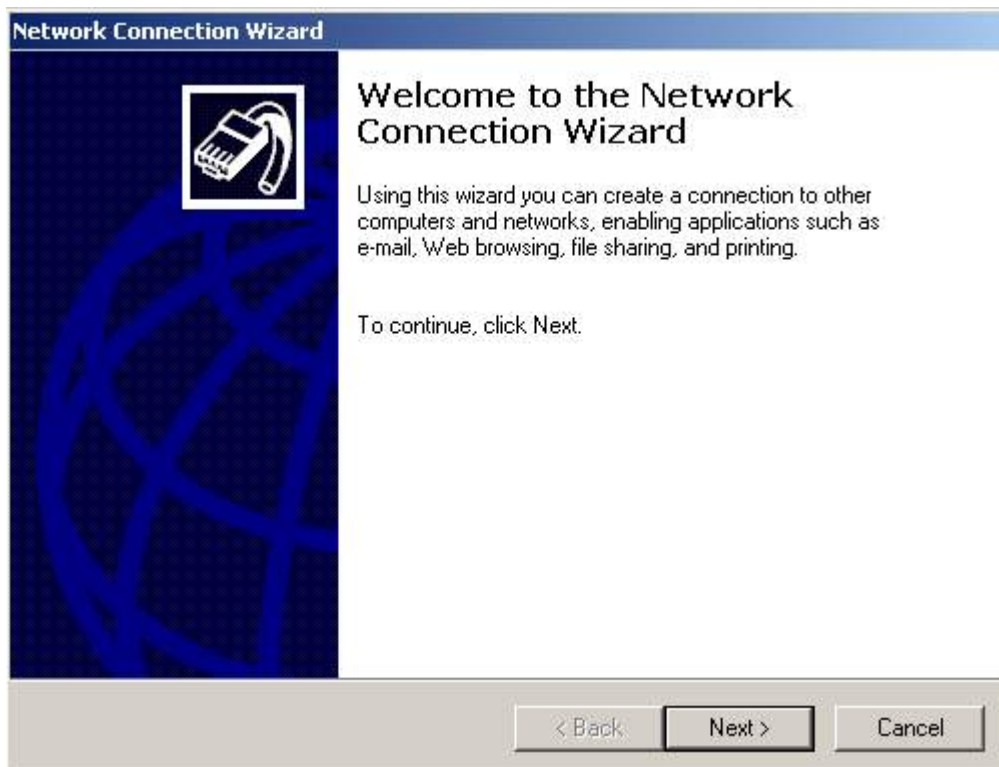 Network Connection Wizard
Welcome to the Network
Connection Wizard
Using this wizard you can create a connection to other
computers and networks, enabling applications such as
e-mail, Web browsing, file sharing, and printing.
To continue, click Next.
< Back
Next >
Cancel